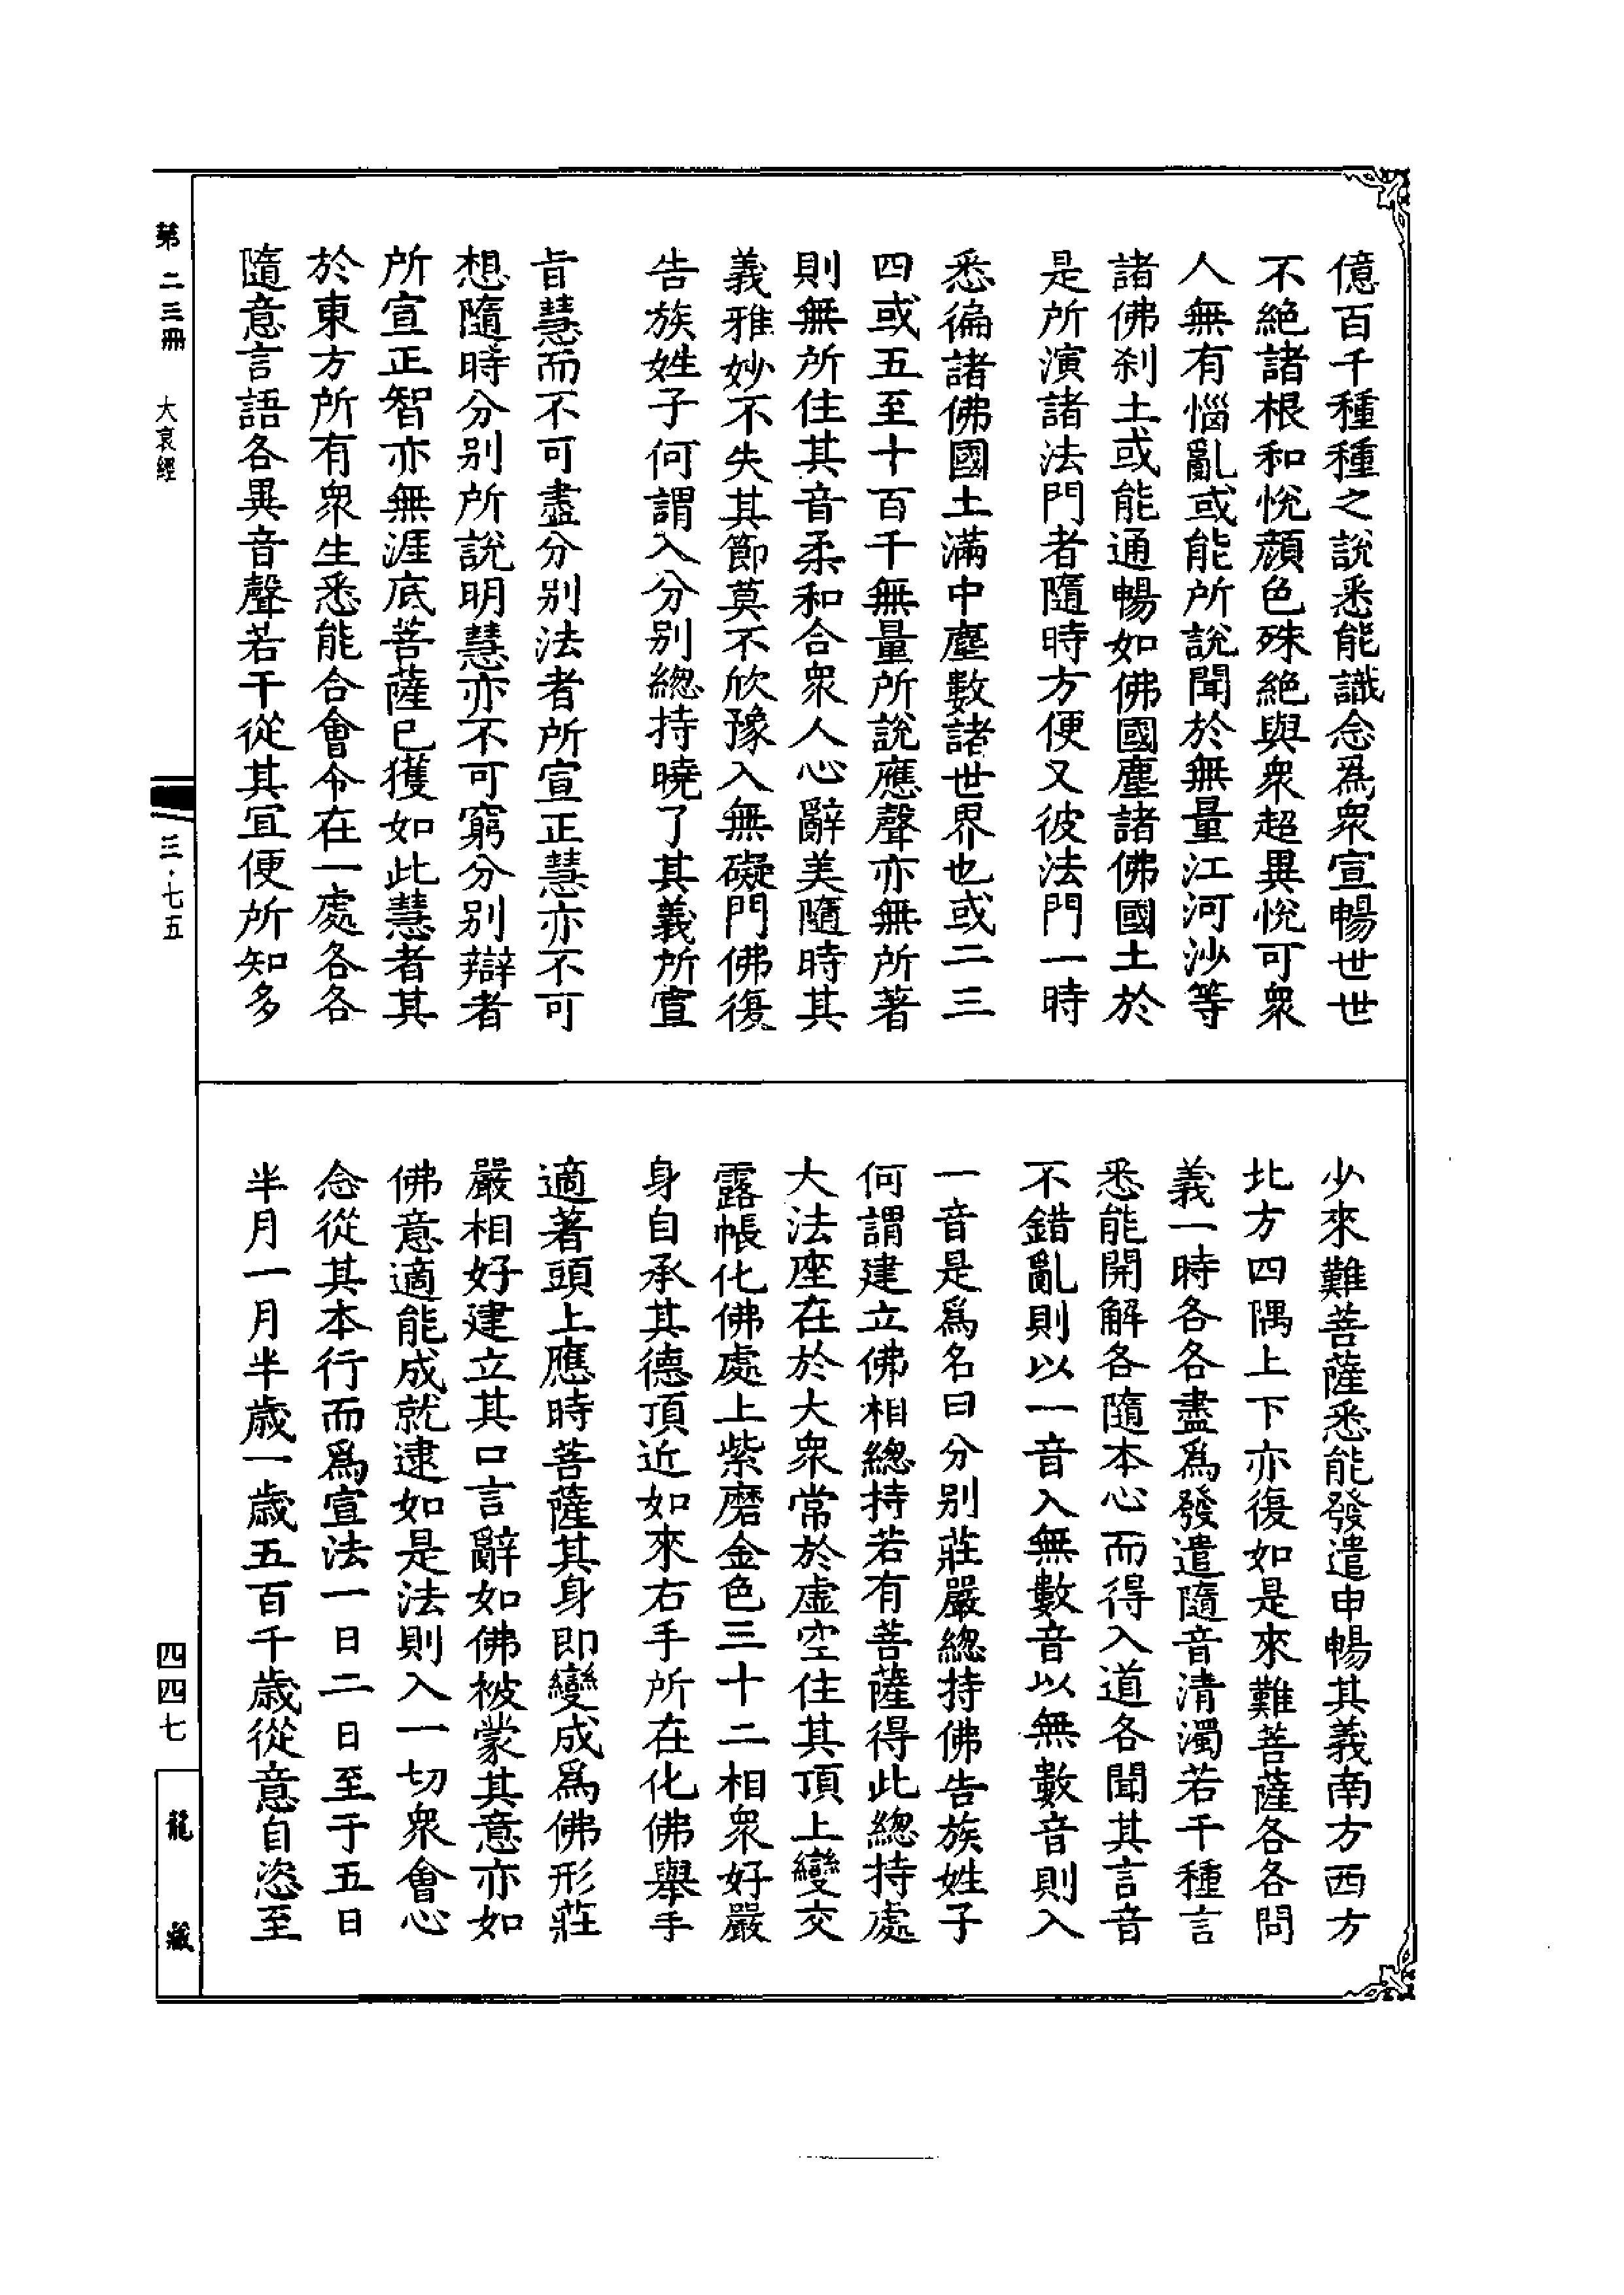 億百千種種之說悉能識念爲衆宣暢世世
不絕諸根和悅顏色殊絕與衆超異悅可衆
人無有惱亂或能所說聞於無量江河沙等
諸佛刹土或能通暢如佛國塵諸佛國土於
是所演諸法門者隨時方便又彼法門一時
悉徧諸佛國土滿中塵數諸世界也或二三
四或五至十百千無量所說應聲亦無所著
則無所住其音柔和合衆人心辭美隨時其
義雅妙不失其節莫不欣豫入無礙門佛復
告族姓子何謂入分別總持曉了其義所宣
旨慧而不可盡分別法者所宣正慧亦不可
想隨時分別所說明慧亦不可窮分別辯者
所宣正智亦無涯底菩薩已獲如此慧者其
於東方所有衆生悉能合會令在一處各各
隨意言語各異音聲若干從其宜便所知多
少來難菩薩悉能發遣申暢其義南方西方
北方四隅上下亦復如是來難菩薩各各問
義一時各各盡爲發遣隨音清濁若干種言
悉能開解各隨本心而得入道各聞其言音
不錯亂則以一音入無數音以無數音則入
一音是爲名曰分別莊嚴總持佛告族姓子
何謂建立佛相總持若有菩薩得此總持處
大法座在於大衆常於虛空住其頂上變交
露帳化佛處上紫磨金色三十二相衆好嚴
身自承其德頂近如來右手所在化佛舉手
適著頭上應時菩薩其身即變成爲佛形莊
嚴相好建立其口言辭如佛被蒙其意亦如
佛意適能成就逮如是法則入一切衆會心
念從其本行而爲宣法一日二日至于五日
半月一月半歲一歲五百千歲從意自恣至
第二三冊 大哀經
三·七五
四四七
龍藏